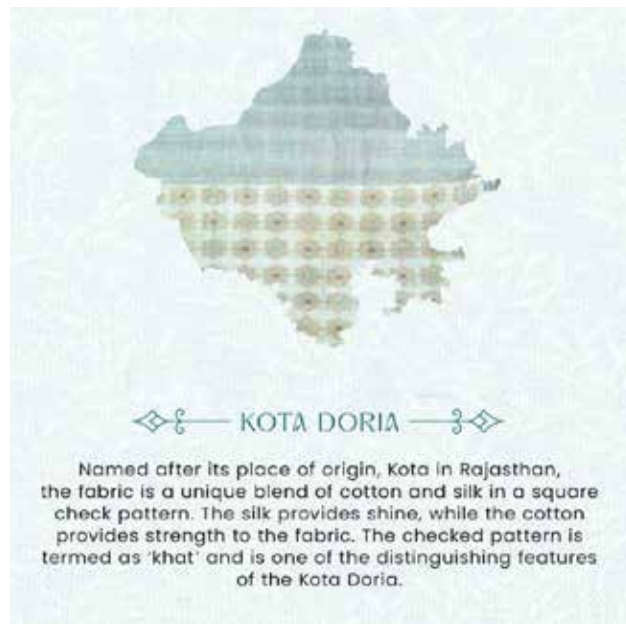 KOTA DORIA
Named after its place of origin, Kota in Rajasthan,
the fabric is a unique blend of cotton and silk in a square
check pattern. The silk provides shine, while the cotton
provides strength to the fabric. The checked pattern is
termed as ‘khat’ and is one of the distinguishing features
of the Kota Doria.